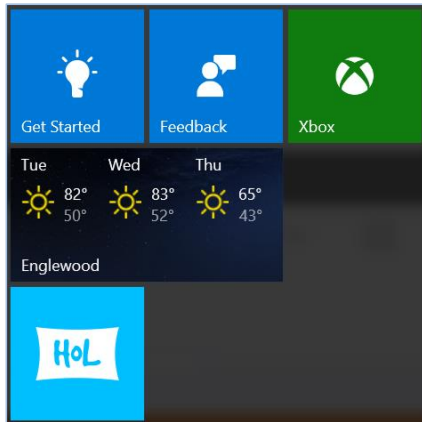 Get Started
Feedback
Xbox
Tue Wed Thu
82° 83° 65°
50° 52° 43°
Englewood
HOL